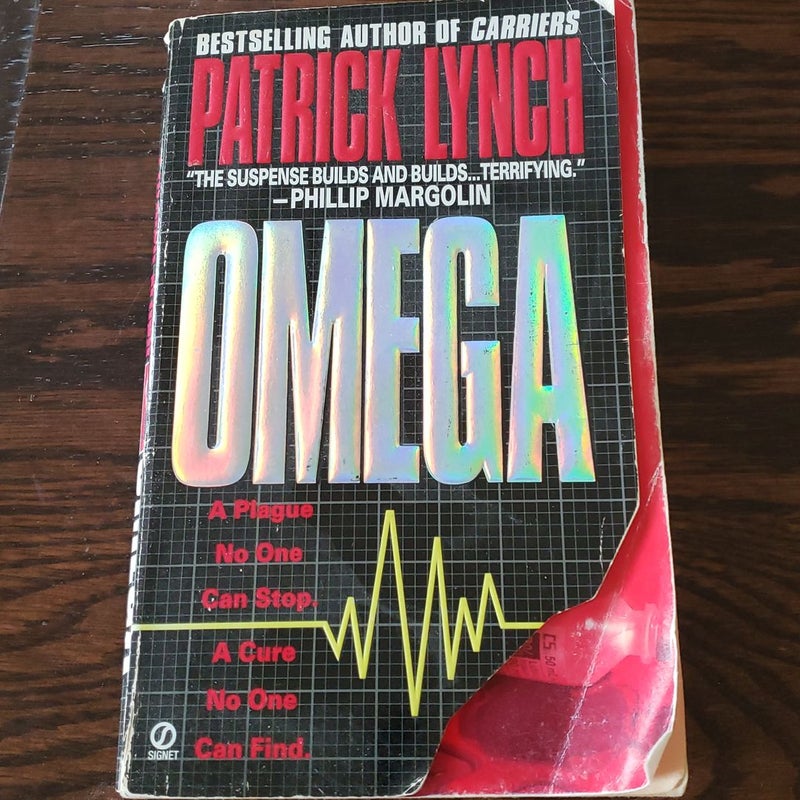 BESTSELLING AUTHOR OF CARRIERS
PATRICK LYNCH
"THE SUSPENSE BUILDS AND BUILDS...TERRIFYING."
—PHILLIP MARGOLIN
OMEGA
A Plague
No One
Can Stop.
A Cure
No One
Can Find.
SIGNET